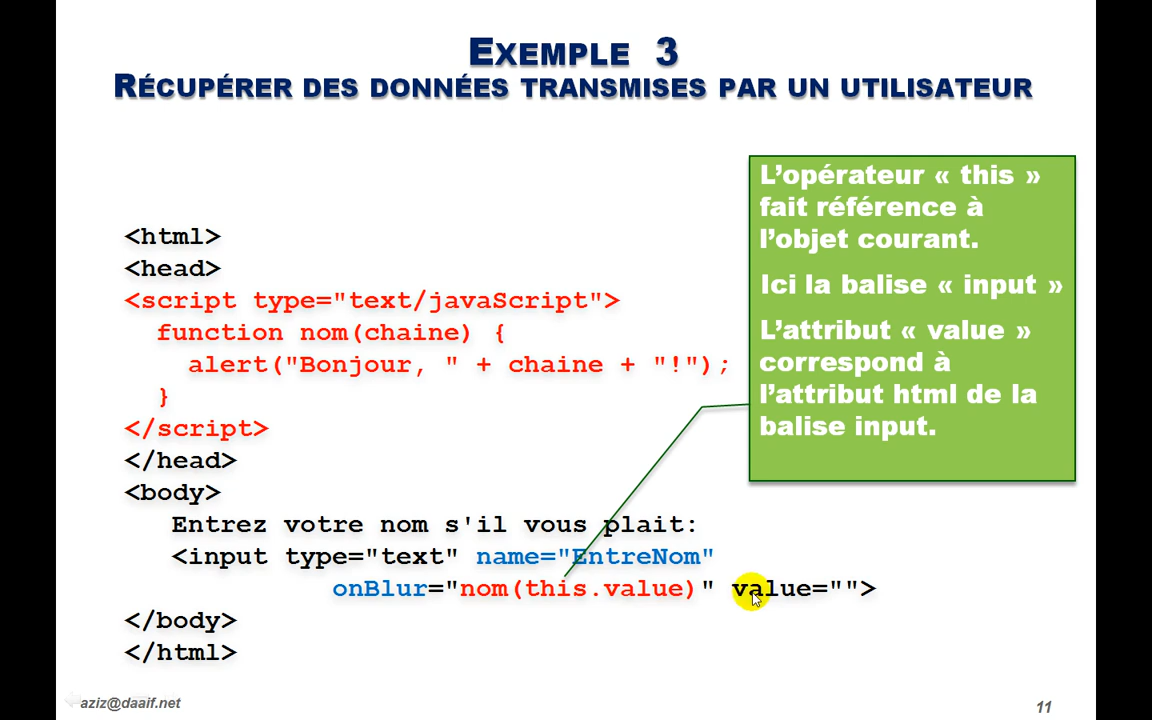 EXEMPLE 3
RÉCUPÉRER DES DONNÉES TRANSMISES PAR UN UTILISATEUR
L’opérateur « this »
fait référence à
l’objet courant.
Ici la balise « input »
L’attribut « value »
correspond à
l’attribut html de la
balise input.
<html>
<head>
<script type="text/javaScript">
function nom(chaine) {
alert("Bonjour, " + chaine + "!");
}
</script>
</head>
<body>
Entrez votre nom s'il vous plait:
<input type="text" name="EntreNom"
onBlur="nom(this.value)" value="">
</body>
</html>
aziz@daaif.net
11